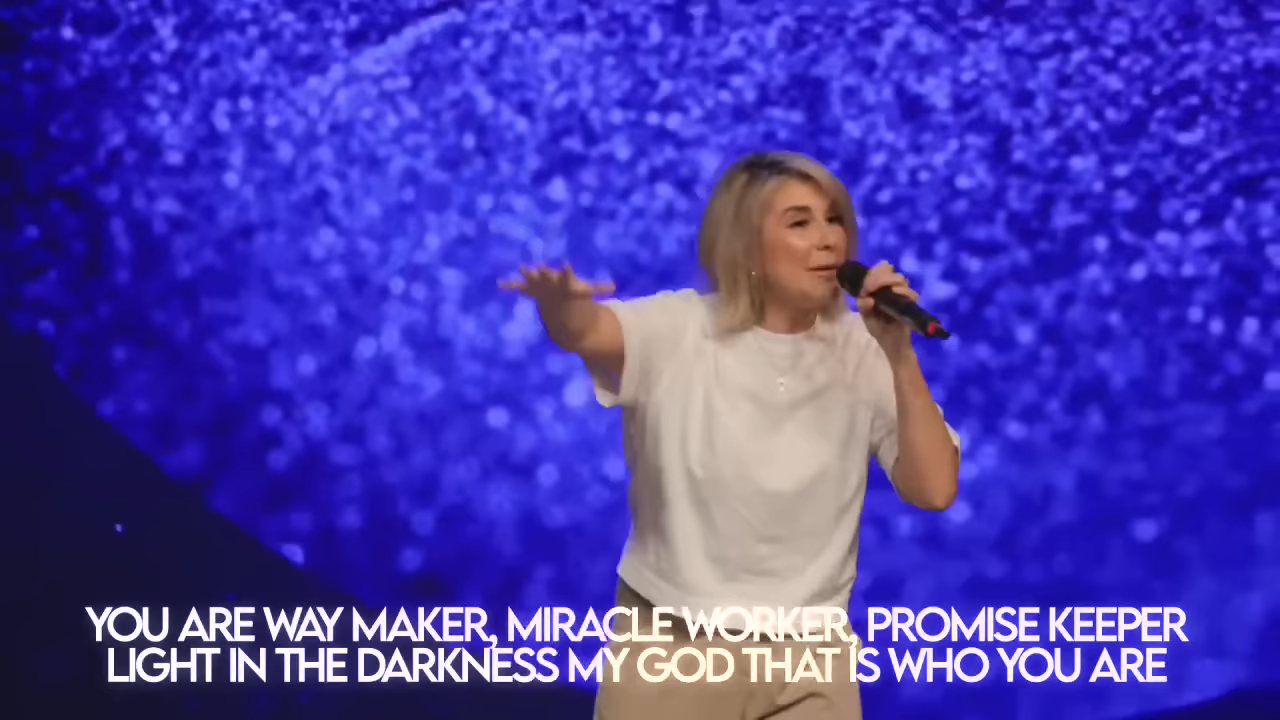 YOU ARE WAY MAKER, MIRACLE WORKER, PROMISE KEEPER
LIGHT IN THE DARKNESS MY GOD THAT IS WHO YOU ARE